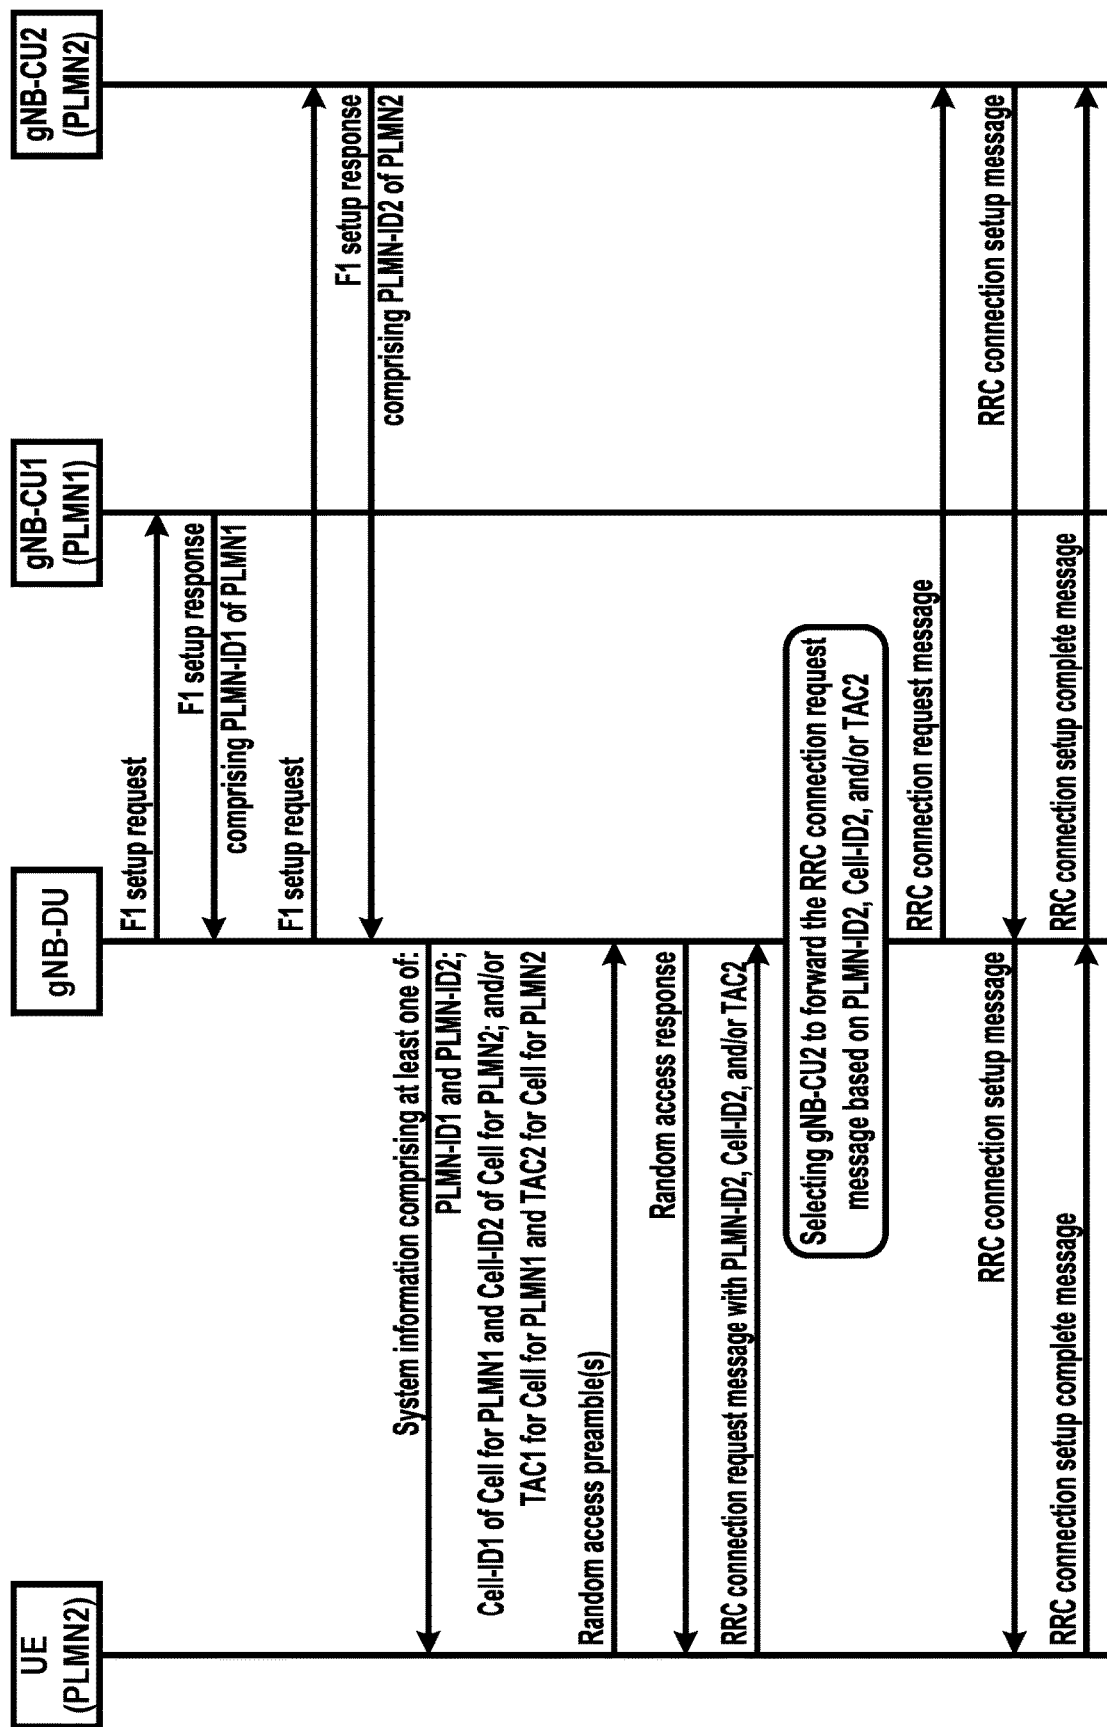 UE
(PLMN2)
gNB-DU
gNB-CU1
(PLMN1)
gNB-CU2
(PLMN2)
F1 setup request
F1 setup response
comprising PLMN-ID1 of PLMN1
F1 setup request
F1 setup response
comprising PLMN-ID2 of PLMN2
System information comprising at least one of:
PLMN-ID1 and PLMN-ID2;
Cell-ID1 of Cell for PLMN1 and Cell-ID2 of Cell for PLMN2; and/or
TAC1 for Cell for PLMN1 and TAC2 for Cell for PLMN2
Random access preamble(s)
Random access response
RRC connection request message with PLMN-ID2, Cell-ID2, and/or TAC2
Selecting gNB-CU2 to forward the RRC connection request
message based on PLMN-ID2, Cell-ID2, and/or TAC2
RRC connection request message
RRC connection setup message
RRC connection setup message
RRC connection setup complete message
RRC connection setup complete message